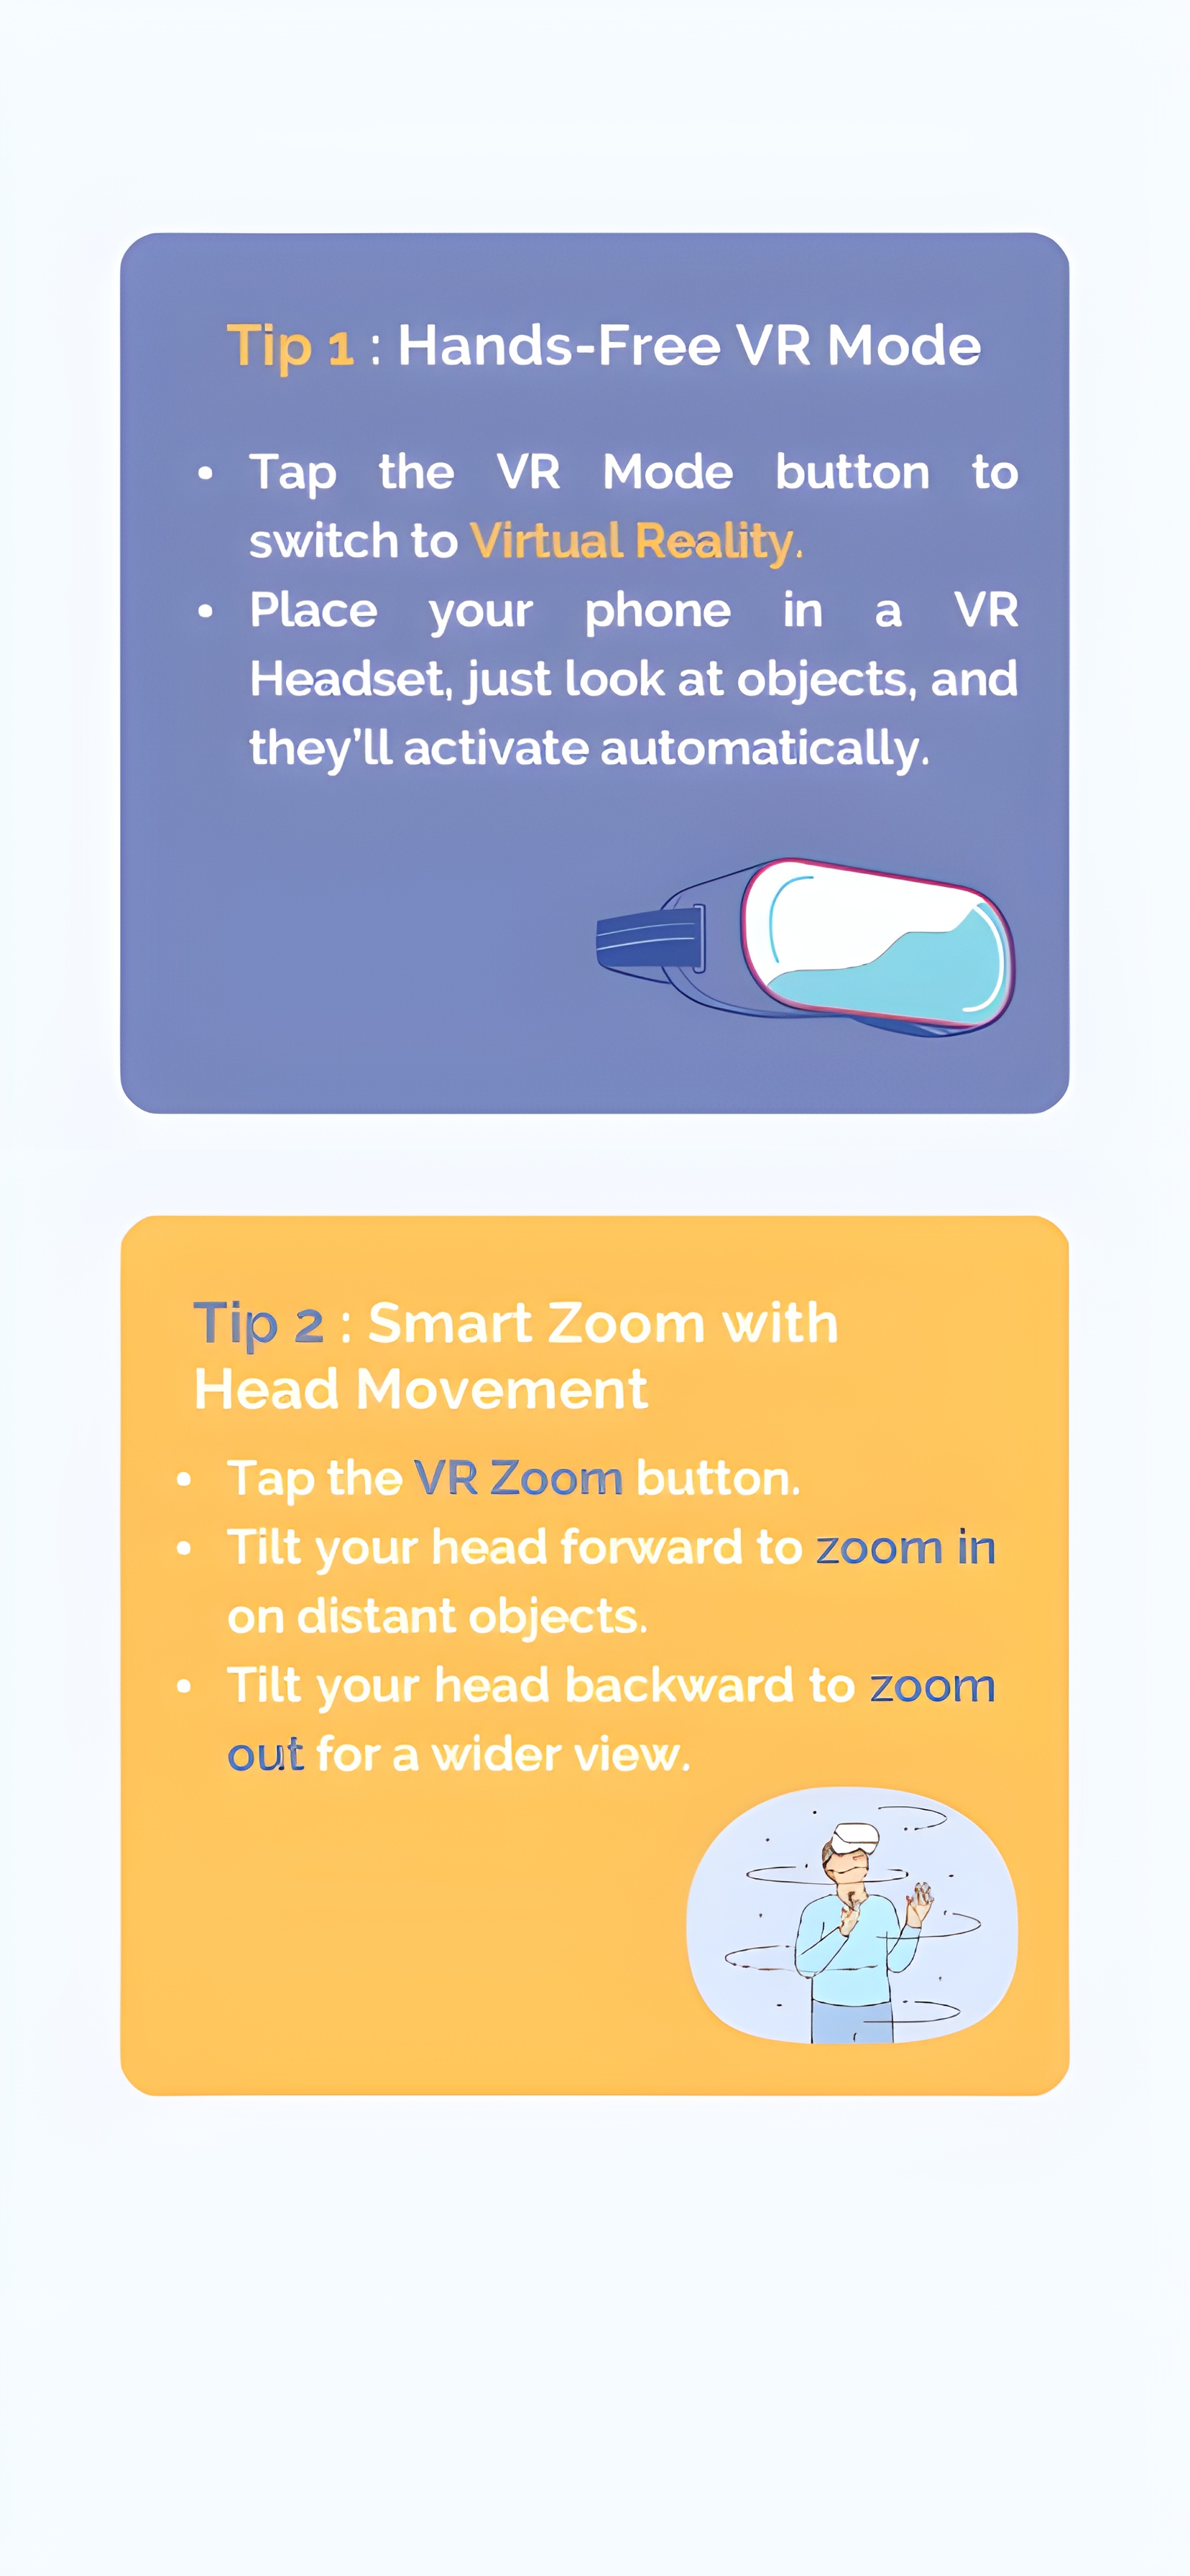 Tip 1 : Hands-Free VR Mode
• Tap the VR Mode button to
switch to Virtual Reality.
• Place your phone in a VR
Headset, just look at objects, and
they’ll activate automatically.
Tip 2 : Smart Zoom with
Head Movement
• Tap the VR Zoom button.
• Tilt your head forward to zoom in
on distant objects.
• Tilt your head backward to zoom
out for a wider view.